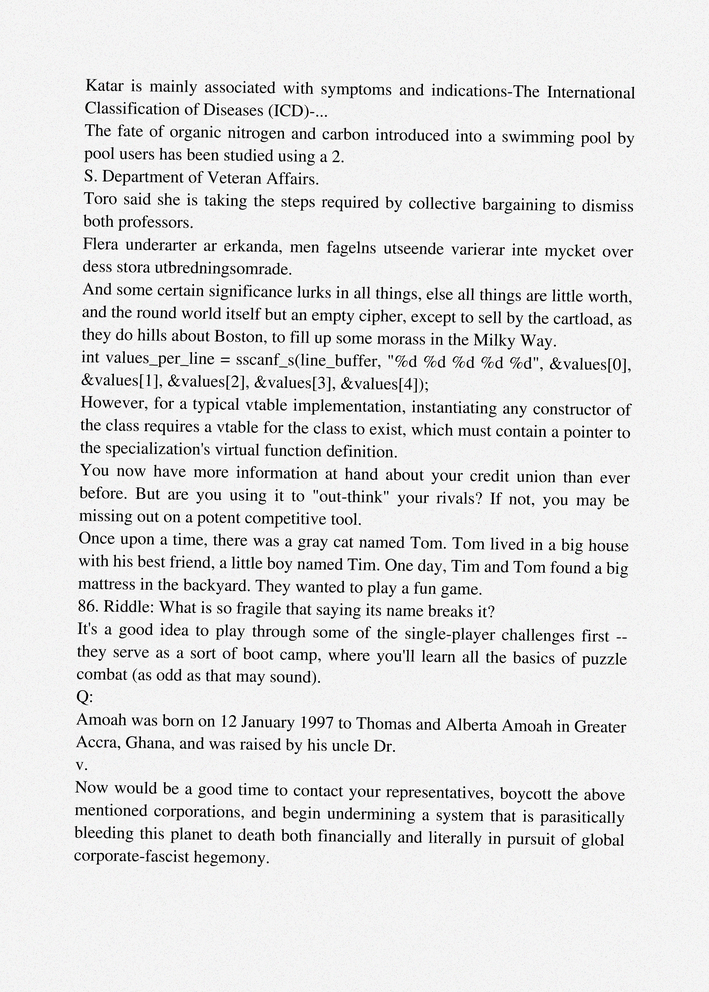 Katar is mainly associated with symptoms and indications-The International
Classification of Diseases (ICD)-...
The fate of organic nitrogen and carbon introduced into a swimming pool by
pool users has been studied using a 2.
S. Department of Veteran Affairs.
Toro said she is taking the steps required by collective bargaining to dismiss
both professors.
Flera underarter ar erkanda, men fagelns utseende varierar inte mycket over
dess stora utbredningsomrade.
And some certain significance lurks in all things, else all things are little worth,
and the round world itself but an empty cipher, except to sell by the cartload, as
they do hills about Boston, to fill up some morass in the Milky Way.
int values_per_line = sscanf_s(line_buffer, "%d %d %d %d %d", &values[0],
&values[1], &values[2], &values[3], &values[4]);
However, for a typical vtable implementation, instantiating any constructor of
the class requires a vtable for the class to exist, which must contain a pointer to
the specialization's virtual function definition.
You now have more information at hand about your credit union than ever
before. But are you using it to "out-think" your rivals? If not, you may be
missing out on a potent competitive tool.
Once upon a time, there was a gray cat named Tom. Tom lived in a big house
with his best friend, a little boy named Tim. One day, Tim and Tom found a big
mattress in the backyard. They wanted to play a fun game.
86. Riddle: What is so fragile that saying its name breaks it?
It's a good idea to play through some of the single-player challenges first --
they serve as a sort of boot camp, where you'll learn all the basics of puzzle
combat (as odd as that may sound).
Q:
Amoah was born on 12 January 1997 to Thomas and Alberta Amoah in Greater
Accra, Ghana, and was raised by his uncle Dr.
v.
Now would be a good time to contact your representatives, boycott the above
mentioned corporations, and begin undermining a system that is parasitically
bleeding this planet to death both financially and literally in pursuit of global
corporate-fascist hegemony.